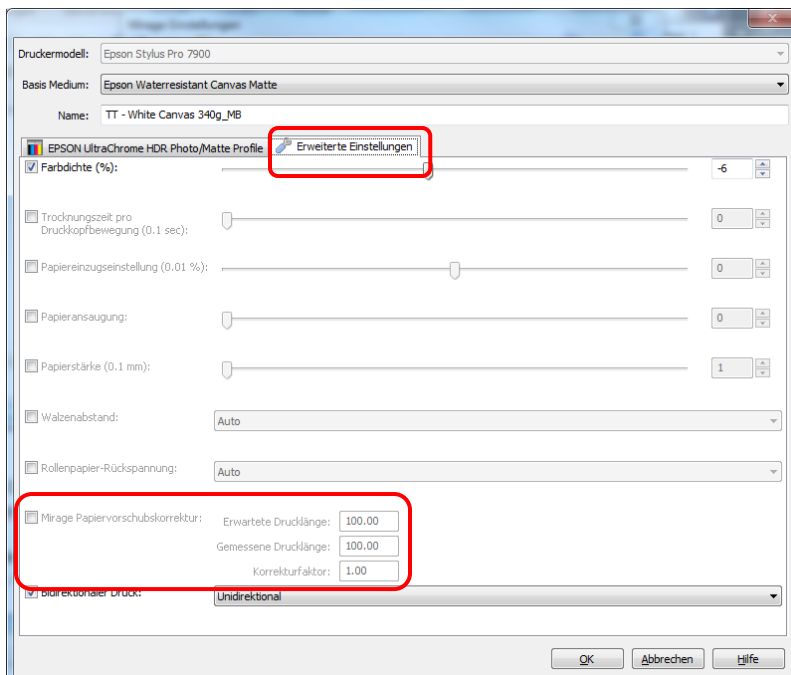 Mirage Einstellungen
Druckermodell: Epson Stylus Pro 7900
Basis Medium: Epson Waterresistant Canvas Matte
Name: TT - White Canvas 340g_MB
EPSON UltraChrome HDR Photo/Matte Profile Erweiterte Einstellungen
Farbdichte (%): -6
Trocknungszeit pro
Druckkopfbewegung (0.1 sec): 0
Papiereinzugseinstellung (0.01 %): 0
Papieransaugung: 0
Papierstärke (0.1 mm): 1
Walzenabstand: Auto
Rollenpapier-Rückspannung: Auto
Mirage Papiervorschubskorrektur: Erwartete Drucklänge: 100.00
Gemessene Drucklänge: 100.00
Korrekturfaktor: 1.00
Bidirektionaler Druck: Unidirektional
OK Abbrechen Hilfe